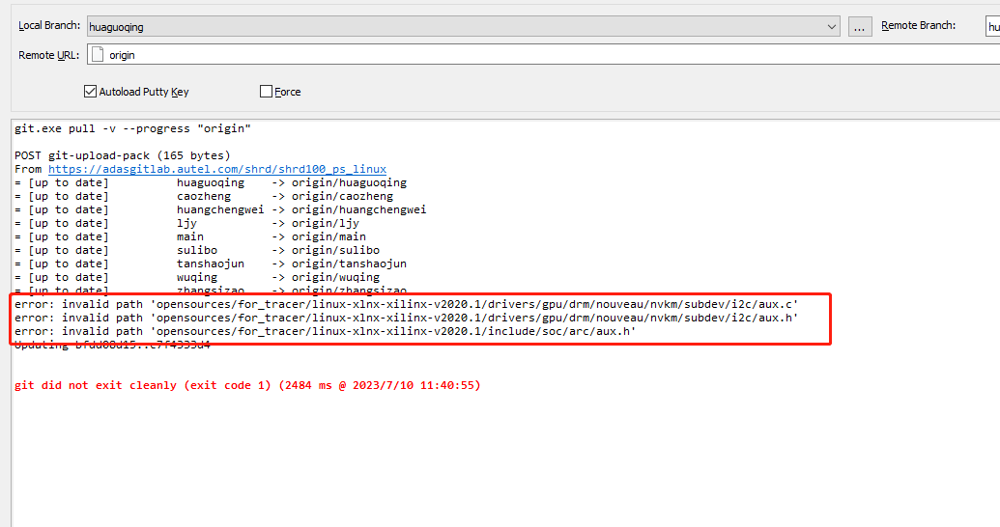 Local Branch: huaguoqing ... Remote Branch: hu
Remote URL: origin
Autoload Putty Key Force
git.exe pull -v --progress "origin"
POST git-upload-pack (165 bytes)
From https://adasgitlab.autel.com/shrd/shrd100_ps_linux
= [up to date] huaguoqing -> origin/huaguoqing
= [up to date] caozheng -> origin/caozheng
= [up to date] huangchengwei -> origin/huangchengwei
= [up to date] ljy -> origin/ljy
= [up to date] main -> origin/main
= [up to date] sulibo -> origin/sulibo
= [up to date] tanshaojun -> origin/tanshaojun
= [up to date] wuqing -> origin/wuqing
= [up to date] zhangsizao -> origin/zhangsizao
error: invalid path 'opensources/for_tracer/linux-xlnx-xilinx-v2020.1/drivers/gpu/drm/nouveau/nvkm/subdev/i2c/aux.c'
error: invalid path 'opensources/for_tracer/linux-xlnx-xilinx-v2020.1/drivers/gpu/drm/nouveau/nvkm/subdev/i2c/aux.h'
error: invalid path 'opensources/for_tracer/linux-xlnx-xilinx-v2020.1/include/soc/arc/aux.h'
Updating bfdd08d15..c7f4333d4
git did not exit cleanly (exit code 1) (2484 ms @ 2023/7/10 11:40:55)